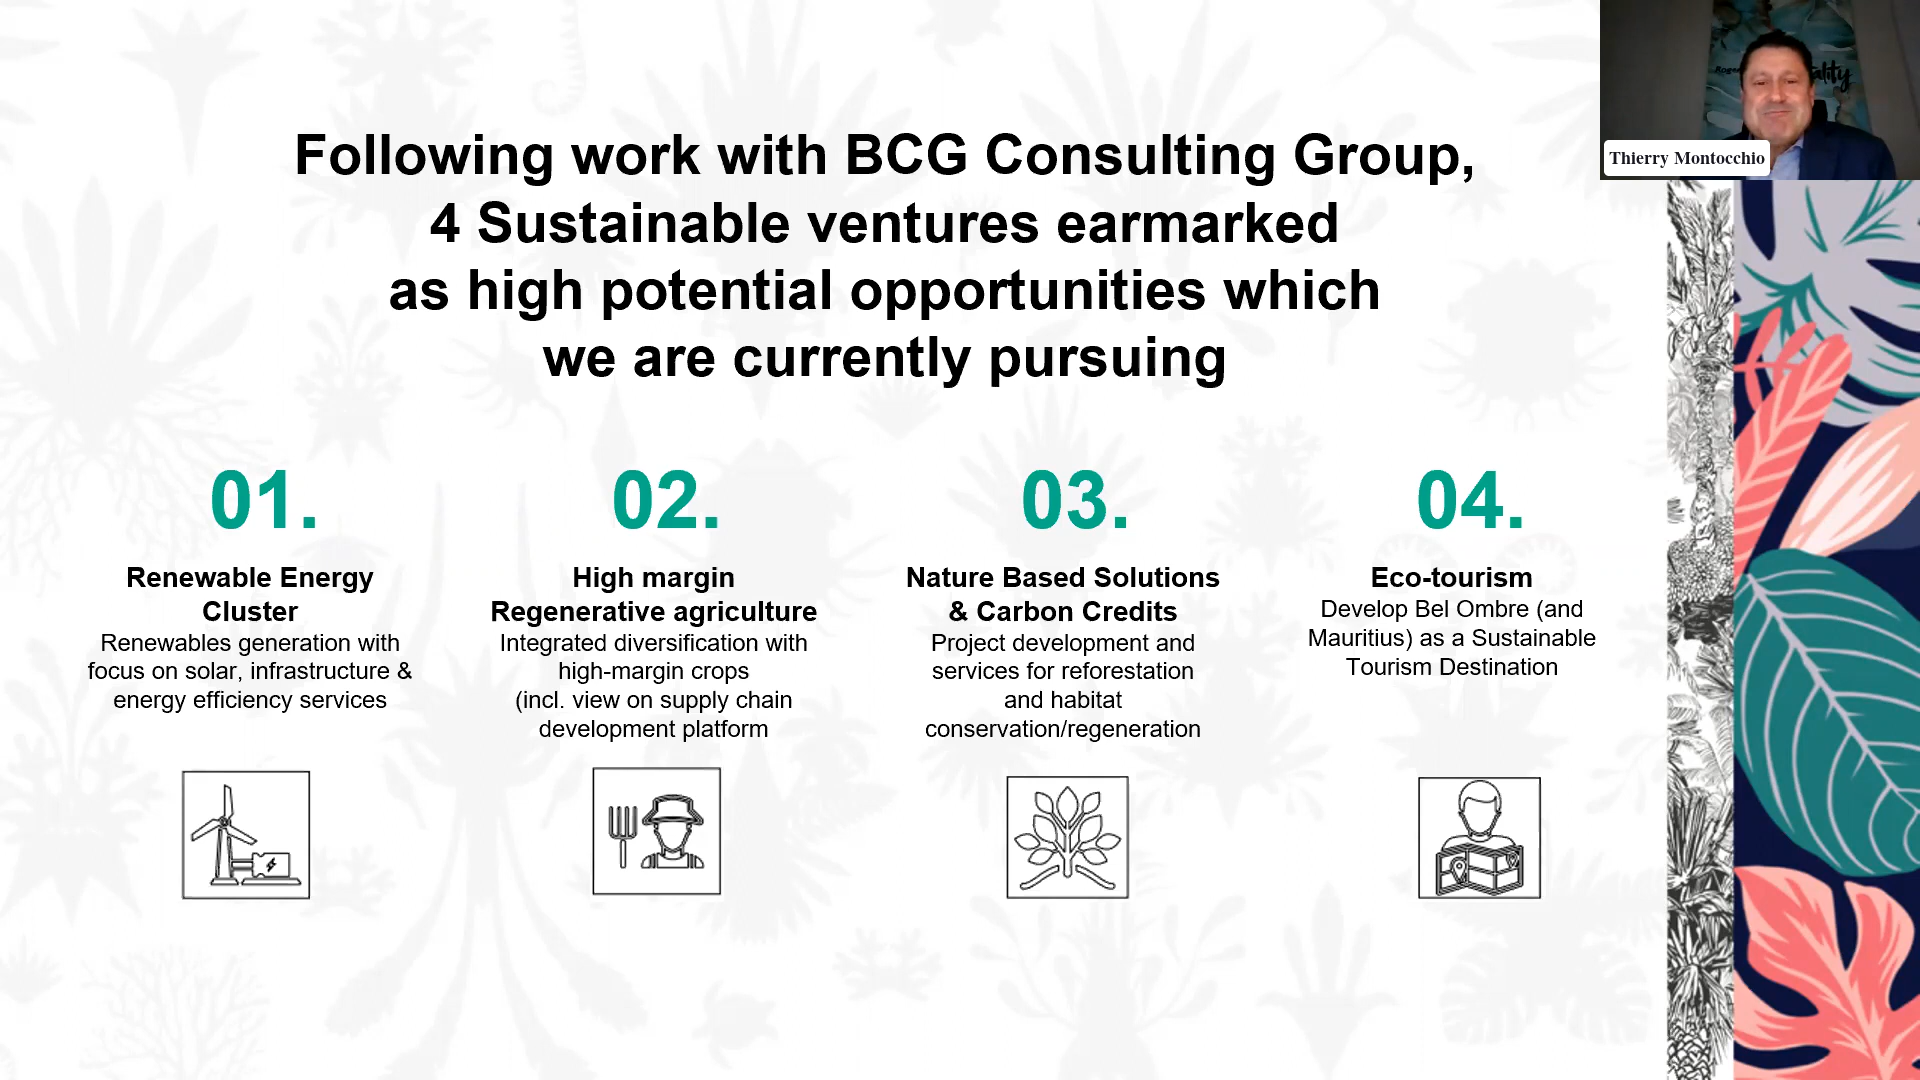 Following work with BCG Consulting Group,
4 Sustainable ventures earmarked
as high potential opportunities which
we are currently pursuing
01.
Renewable Energy
Cluster
Renewables generation with
focus on solar, infrastructure &
energy efficiency services
02.
High margin
Regenerative agriculture
Integrated diversification with
high-margin crops
(incl. view on supply chain
development platform
03.
Nature Based Solutions
& Carbon Credits
Project development and
services for reforestation
and habitat
conservation/regeneration
04.
Eco-tourism
Develop Bel Ombre (and
Mauritius) as a Sustainable
Tourism Destination
Thierry Montocchio